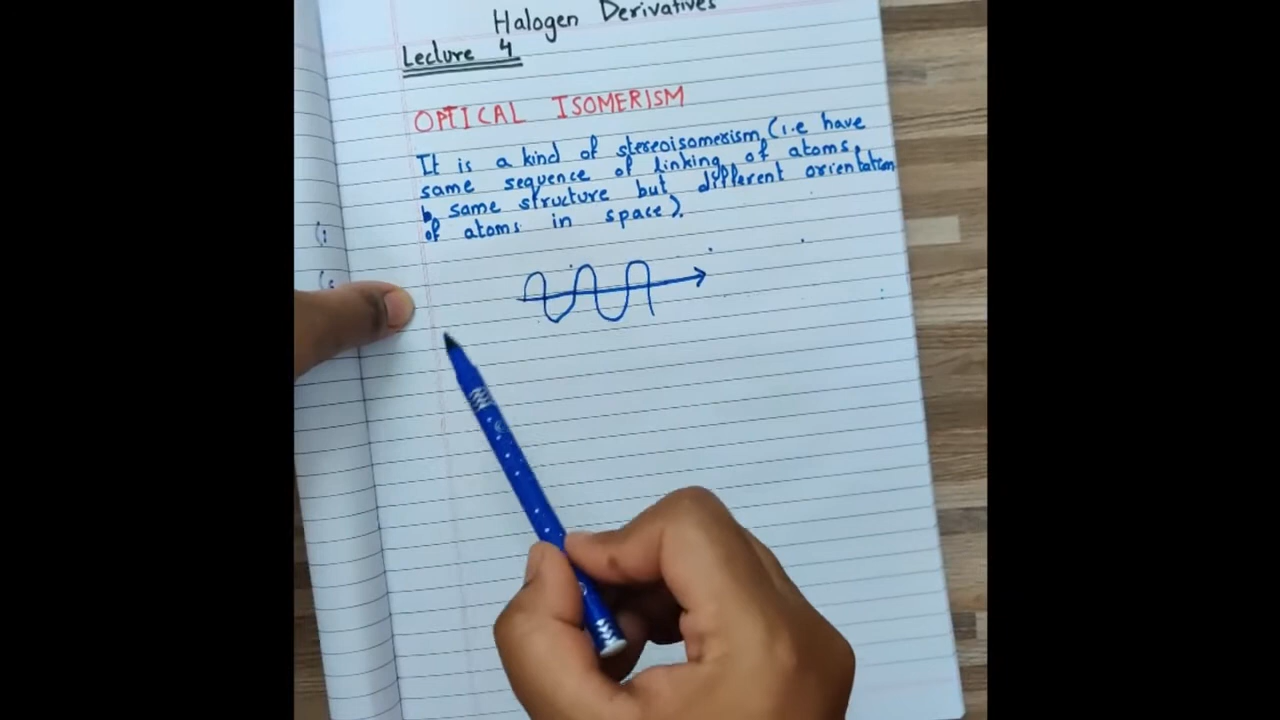 Halogen Derivatives
Lecture 4
OPTICAL ISOMERISM
It is a kind of stereoisomerism (i.e have
same sequence of linking of atoms,
same structure but different orientation
of atoms in space).